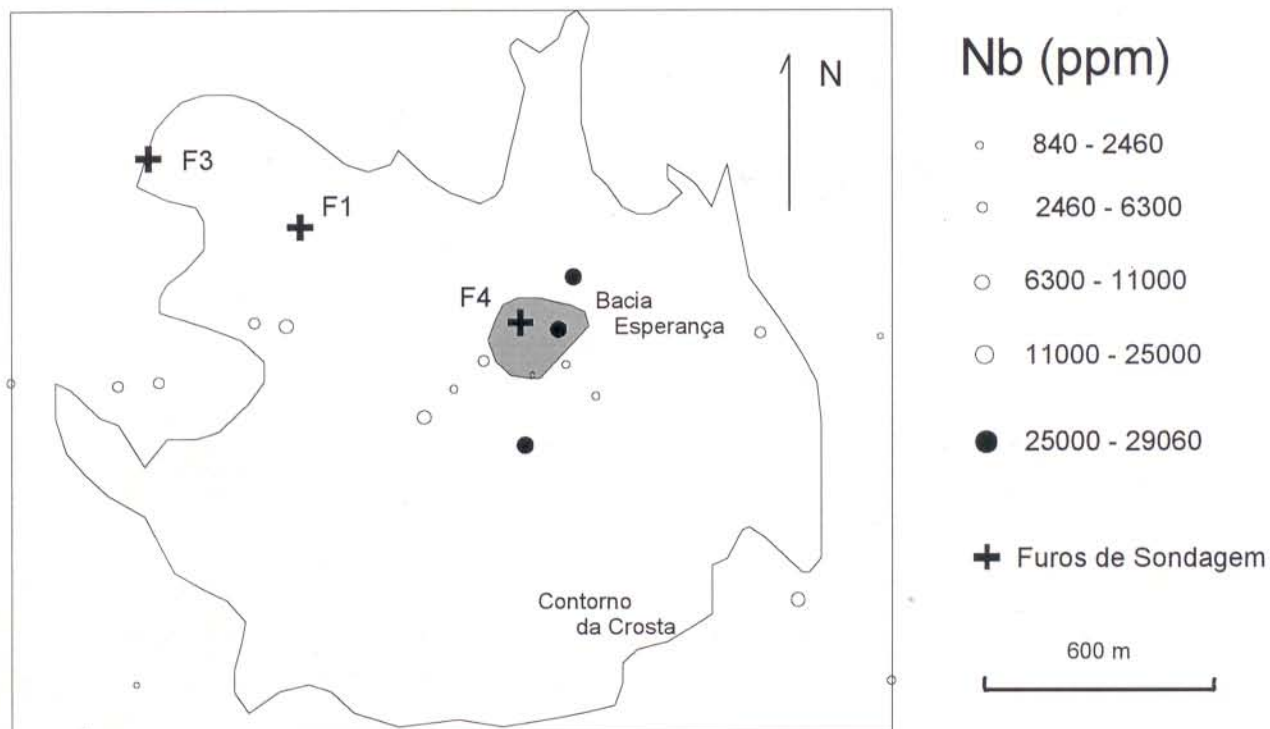 F3
F1
F4
Bacia
Esperança
Contorno
da Crosta
N
Nb (ppm)
840 - 2460
2460 - 6300
6300 - 11000
11000 - 25000
25000 - 29060
Furos de Sondagem
600 m